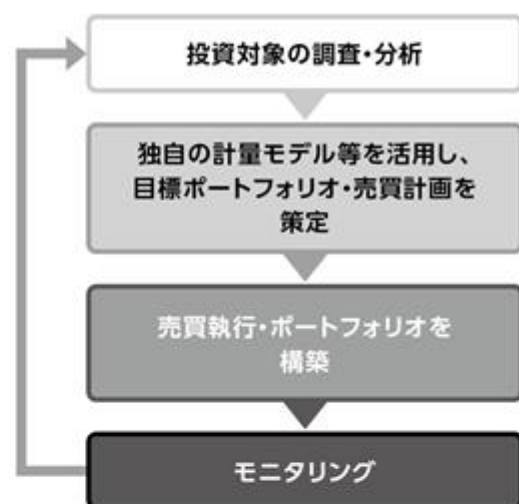 投資対象の調査・分析
独自の計量モデル等を活用し、
目標ポートフォリオ・売買計画を
策定
売買執行・ポートフォリオを
構築
モニタリング